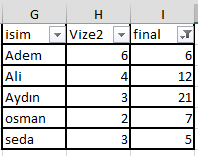 G H I
isim Vize2 final
Adem 6 6
Ali 4 12
Aydın 3 21
osman 2 7
seda 3 5